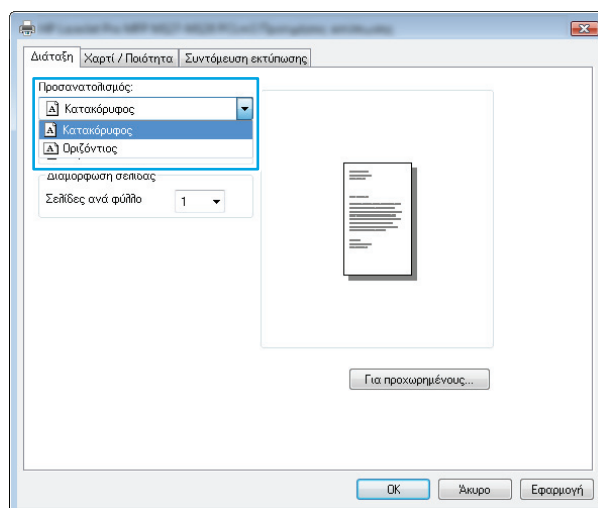 Διάταξη Χαρτί / Ποιότητα Συντόμευση εκτύπωσης
Προσανατολισμός:
Κατακόρυφος
Κατακόρυφος
Οριζόντιος
Διαμόρφωση σελίδας
Σελίδες ανά φύλλο 1
Για προχωρημένους...
OK Άκυρο Εφαρμογή